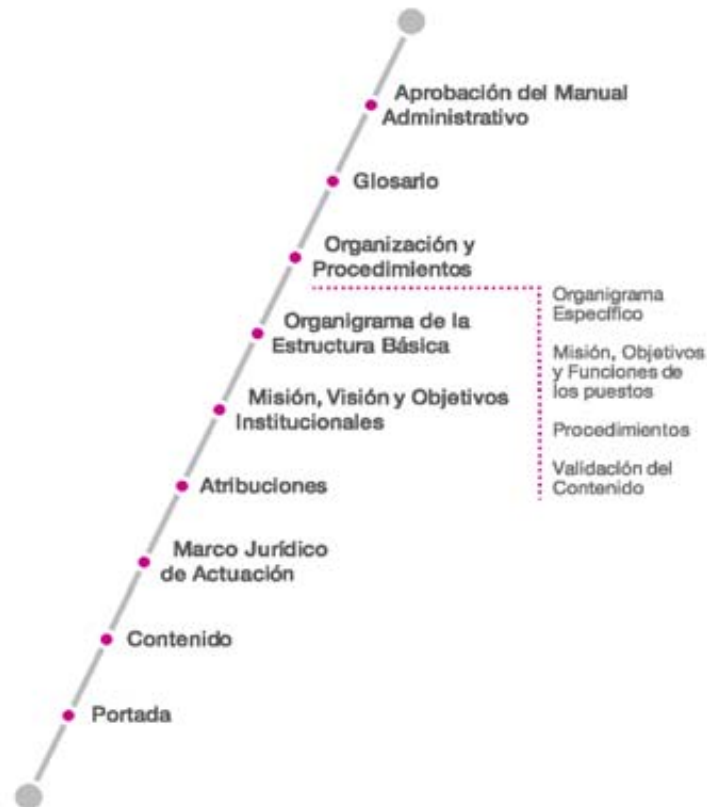 Aprobación del Manual
Administrativo
Glosario
Organización y
Procedimientos
Organigrama
Específico
Misión, Objetivos
y Funciones de
los puestos
Procedimientos
Validación del
Contenido
Organigrama de la
Estructura Básica
Misión, Visión y Objetivos
Institucionales
Atribuciones
Marco Jurídico
de Actuación
Contenido
Portada